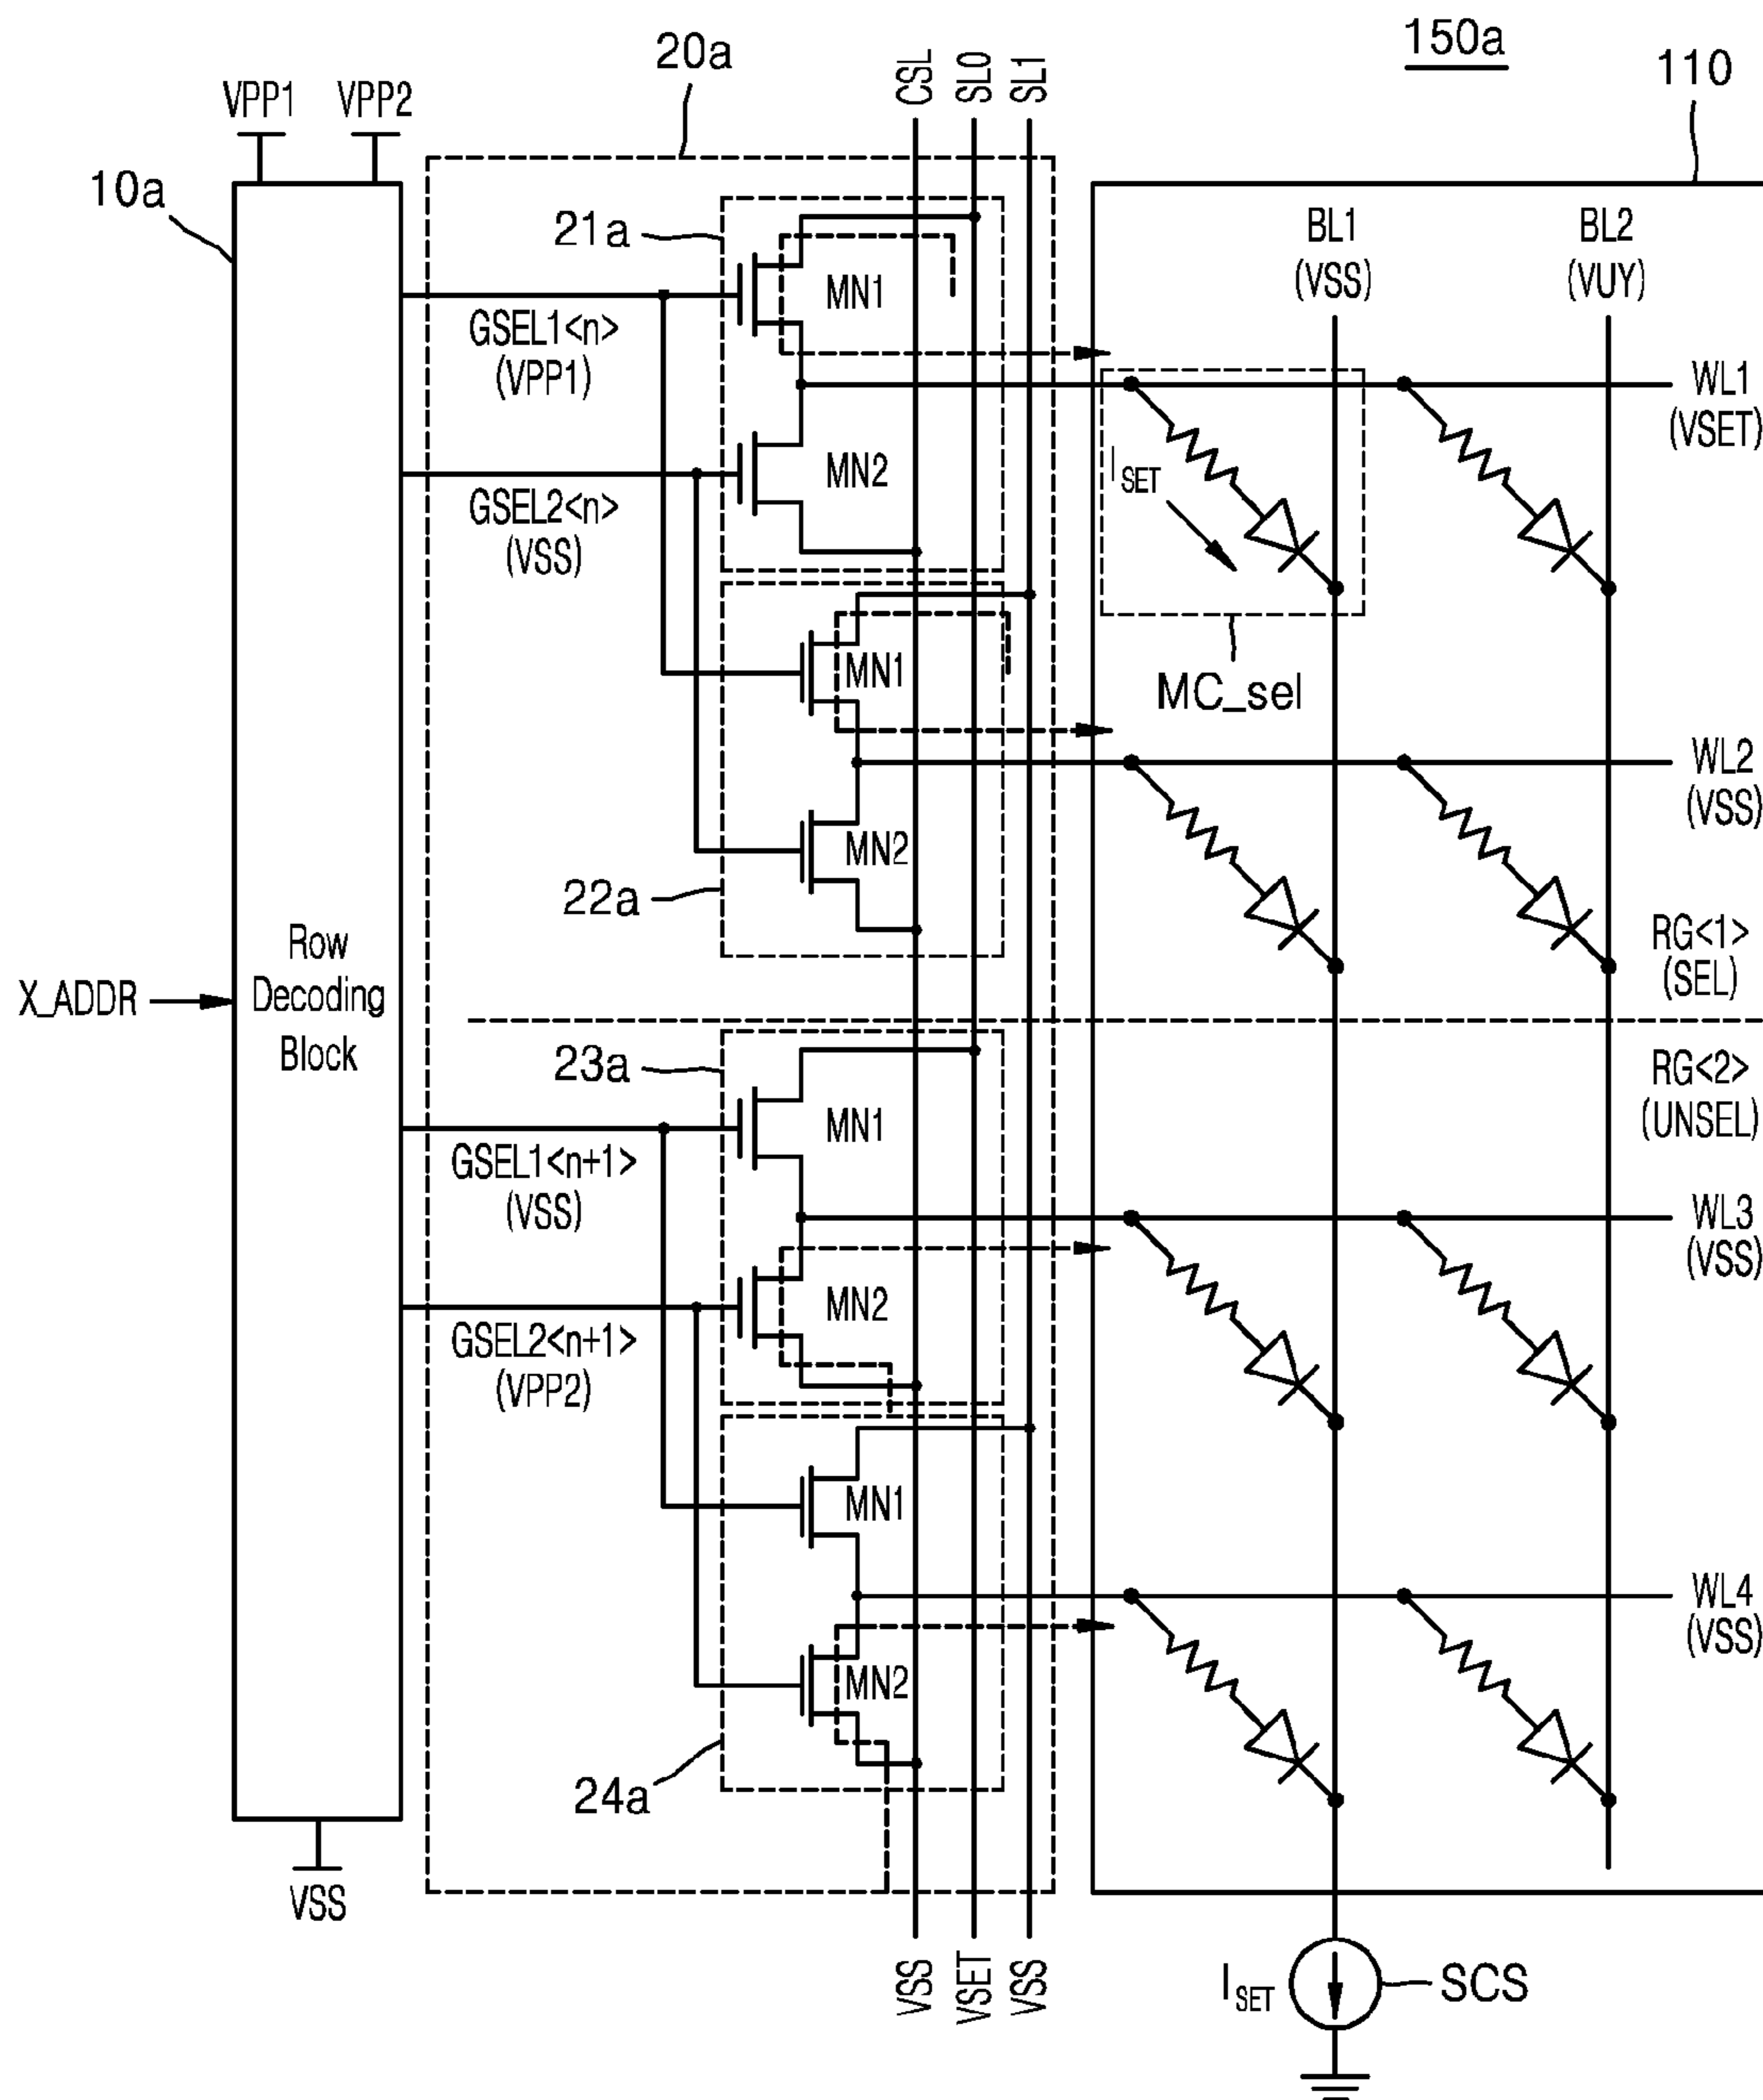 150a
20a
110
VPP1 VPP2
CSL
SL0
SL1
10a
21a
BL1
(VSS)
BL2
(VUY)
MN1
GSEL1<n>
(VPP1)
WL1
(VSET)
MN2
ISET
GSEL2<n>
(VSS)
MN1
MC_sel
WL2
(VSS)
MN2
22a
Row
Decoding
Block
RG<1>
(SEL)
X_ADDR
23a
RG<2>
(UNSEL)
MN1
GSEL1<n+1>
(VSS)
WL3
(VSS)
MN2
GSEL2<n+1>
(VPP2)
MN1
WL4
(VSS)
MN2
24a
VSS
VSS
VSET
VSS
ISET
SCS